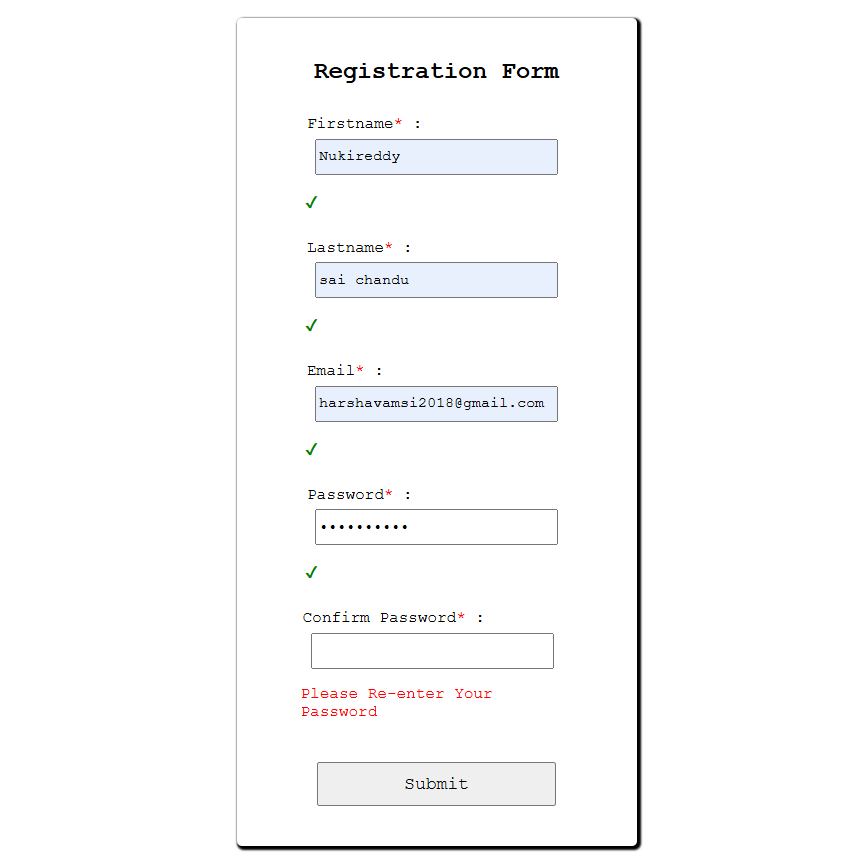 Registration Form
Firstname* :
Nukireddy
✓
Lastname* :
sai chandu
✓
Email* :
harshavamsi2018@gmail.com
✓
Password* :
••••••••••
✓
Confirm Password* :
Please Re-enter Your
Password
Submit